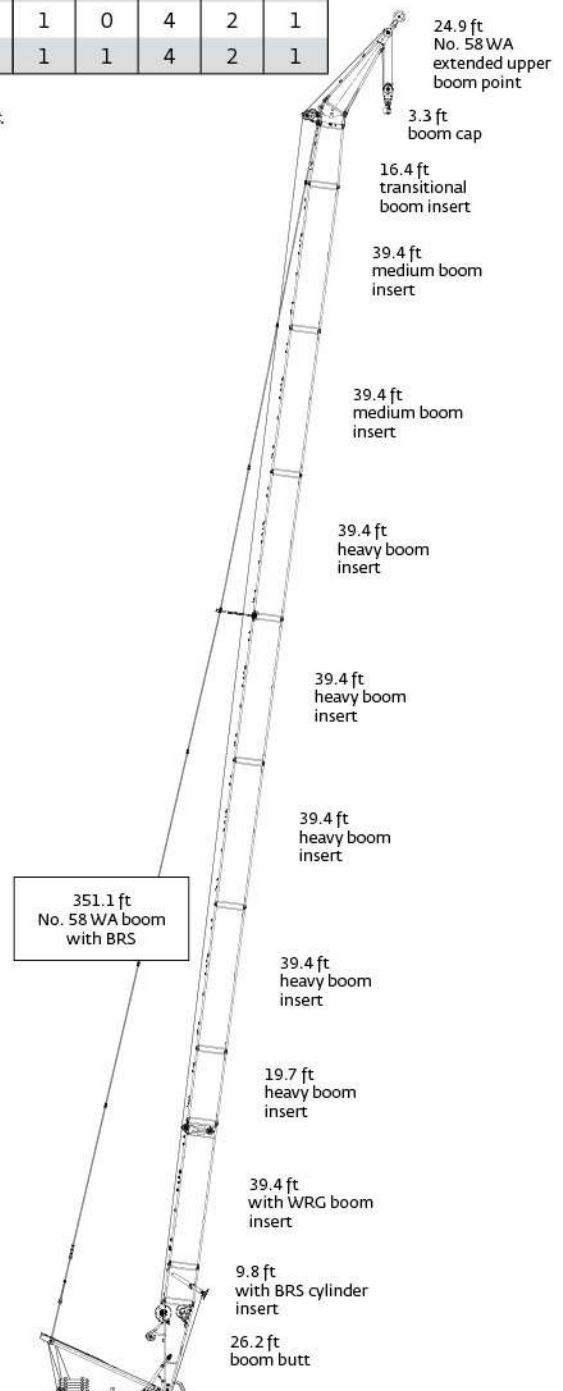 1 0 4 2 1
1 1 4 2 1
24.9 ft
No. 58 WA
extended upper
boom point
3.3 ft
boom cap
16.4 ft
transitional
boom insert
39.4 ft
medium boom
insert
39.4 ft
medium boom
insert
39.4 ft
heavy boom
insert
39.4 ft
heavy boom
insert
39.4 ft
heavy boom
insert
351.1 ft
No. 58 WA boom
with BRS
39.4 ft
heavy boom
insert
19.7 ft
heavy boom
insert
39.4 ft
with WRG boom
insert
9.8 ft
with BRS cylinder
insert
26.2 ft
boom butt